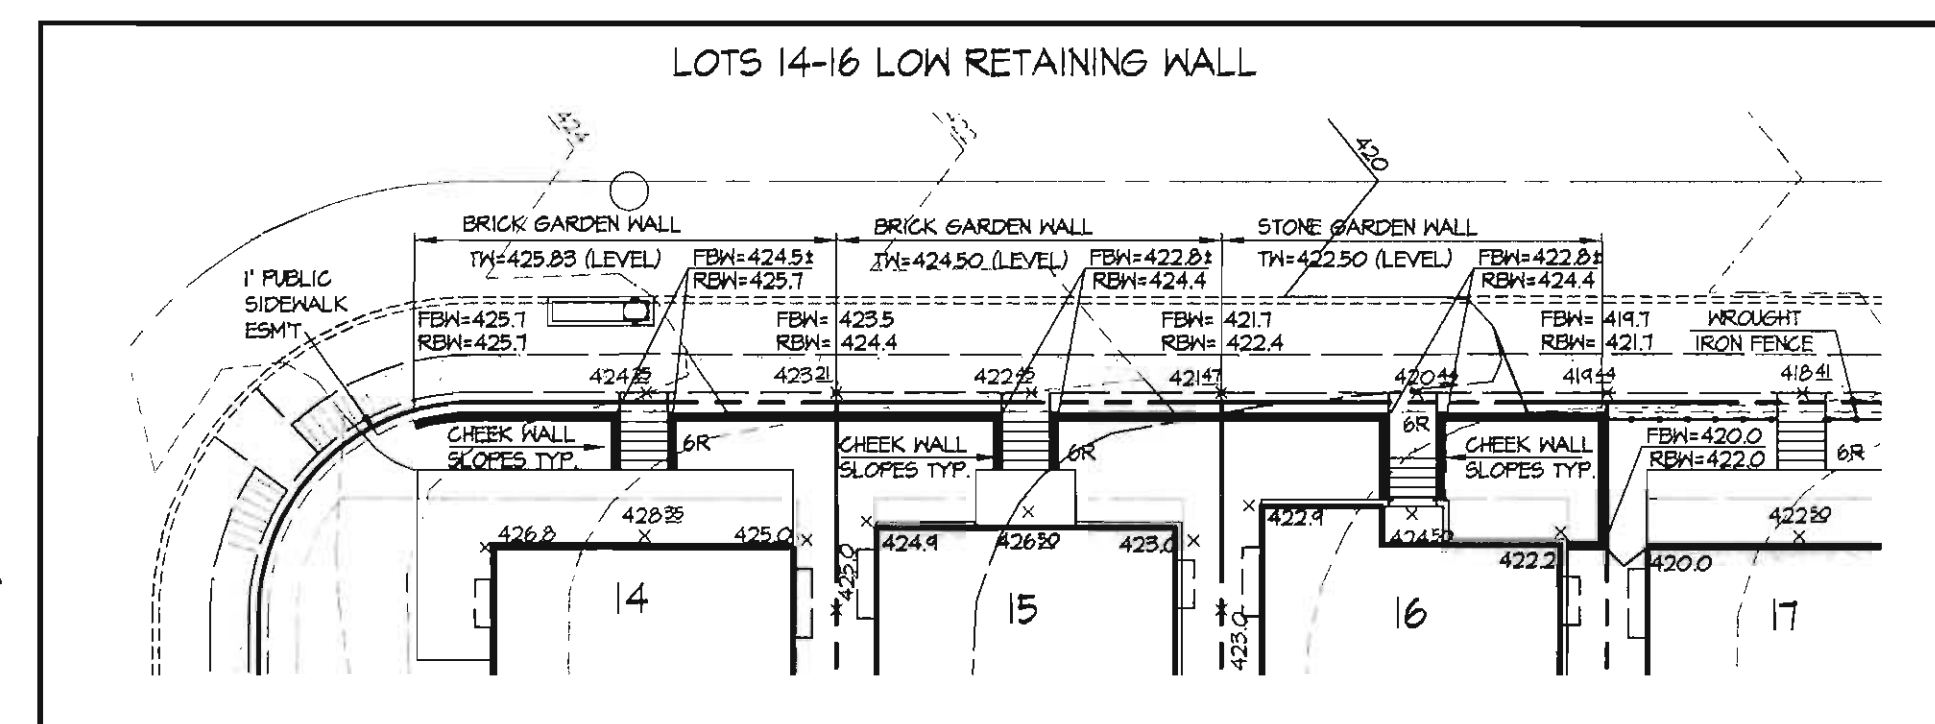 LOTS 14-16 LOW RETAINING WALL
424
420
BRICK GARDEN WALL
BRICK GARDEN WALL
STONE GARDEN WALL
TW=425.83 (LEVEL)
FBW=424.5±
RBW=425.7
TW=424.50 (LEVEL)
FBW=422.8±
RBW=424.4
TW=422.50 (LEVEL)
FBW=422.8±
RBW=424.4
1' PUBLIC
SIDEWALK
ESM'T
FBW=425.7
RBW=425.7
FBW= 423.5
RBW= 424.4
FBW= 421.7
RBW= 422.4
FBW= 419.7
RBW= 421.7
WROUGHT
IRON FENCE
423 21
422 45
421 47
420 44
419 44
418 41
CHEEK WALL
SLOPES TYP.
6R
CHEEK WALL
SLOPES TYP.
6R
6R
CHEEK WALL
SLOPES TYP.
FBW=420.0
RBW=422.0
6R
426.8
428 35
425.0
425.0
424.9
426 50
423.0
423.0
422.9
424 50
422.2
420.0
422 50
14
15
16
17